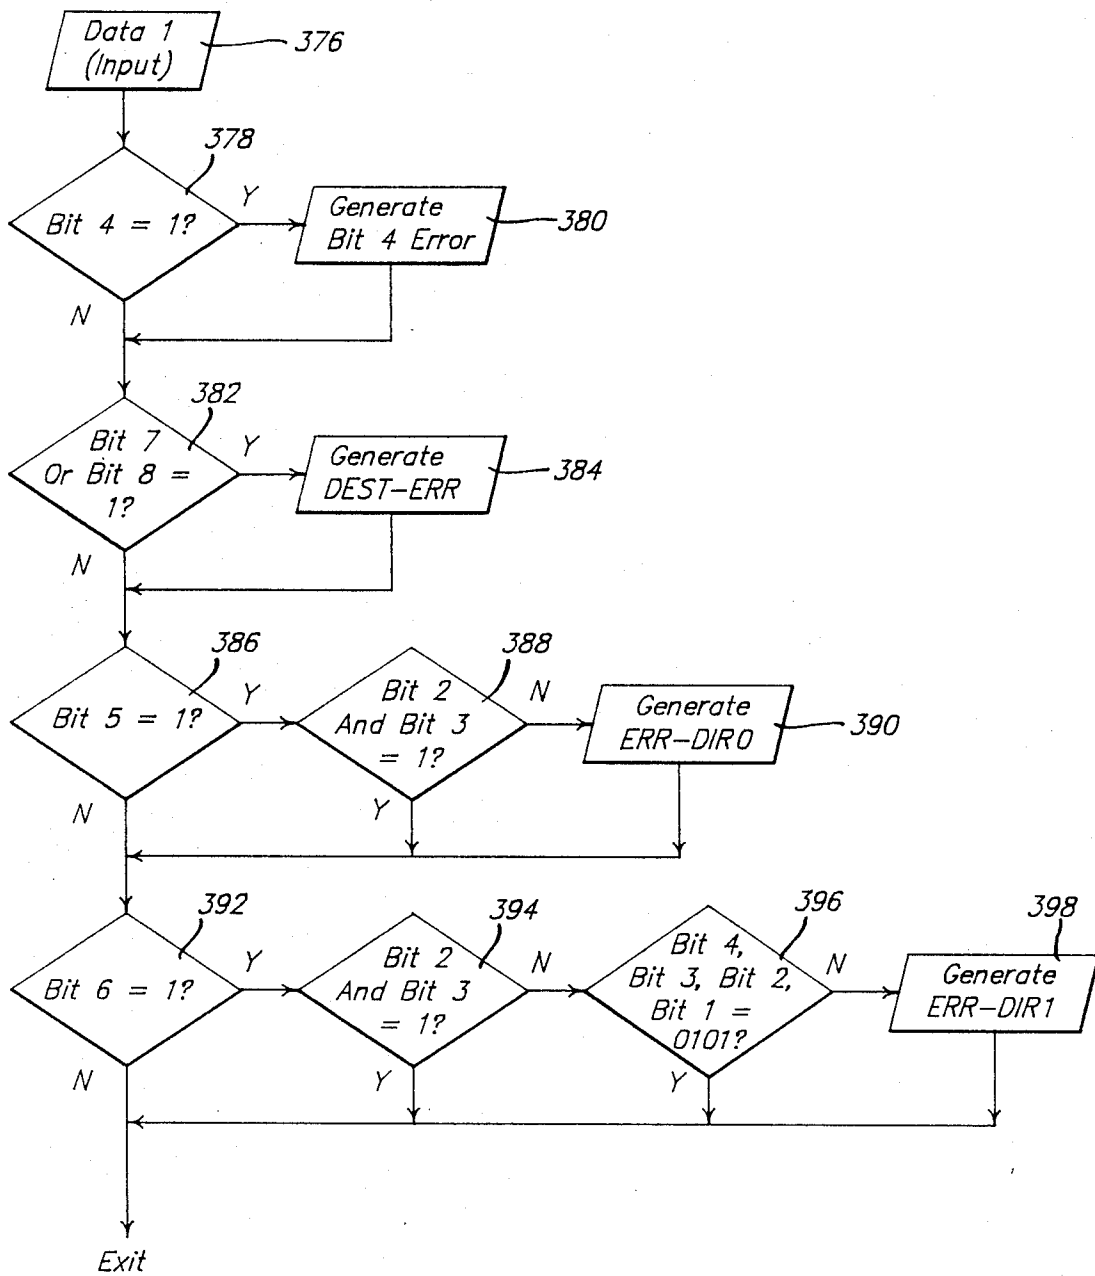 Data 1
(Input)
376
378
Bit 4 = 1?
Y
N
Generate
Bit 4 Error
380
382
Bit 7
Or Bit 8 =
1?
Y
N
Generate
DEST-ERR
384
386
Bit 5 = 1?
Y
N
388
Bit 2
And Bit 3
= 1?
N
Y
Generate
ERR-DIR0
390
392
Bit 6 = 1?
Y
N
394
Bit 2
And Bit 3
= 1?
N
Y
396
Bit 4,
Bit 3, Bit 2,
Bit 1 =
0101?
N
Y
398
Generate
ERR-DIR1
Exit